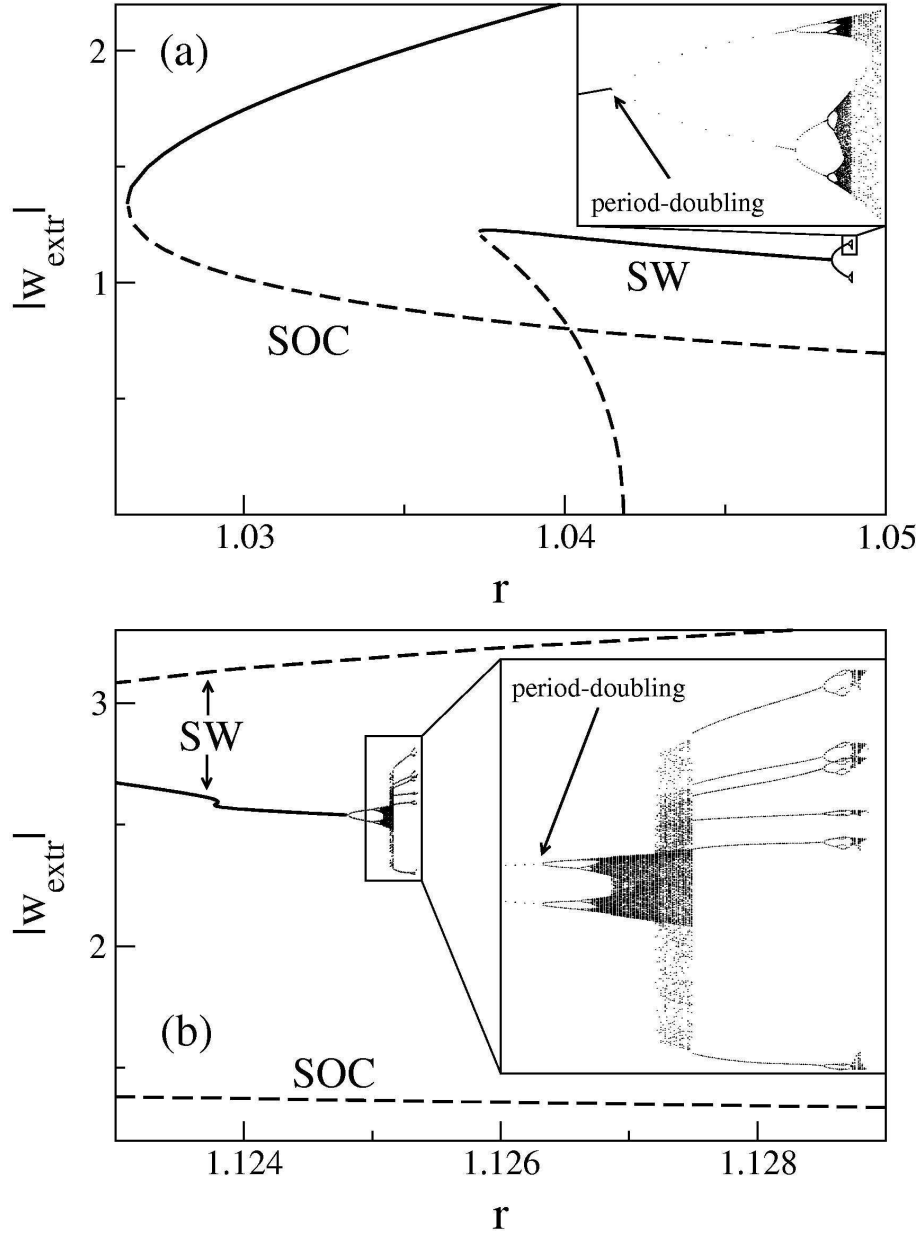 (a)
2
1
|w_extr|
period-doubling
SW
SOC
1.03
1.04
1.05
r
period-doubling
3
SW
|w_extr|
2
(b)
SOC
1.124
1.126
1.128
r